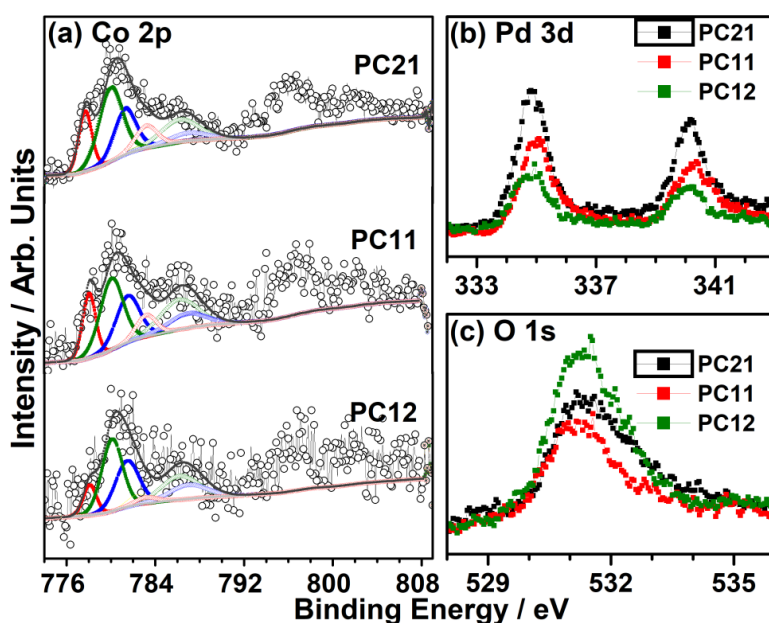 (a) Co 2p
PC21
PC11
PC12
776 784 792 800 808
Intensity / Arb. Units
Binding Energy / eV
(b) Pd 3d
PC21
PC11
PC12
333 337 341
(c) O 1s
PC21
PC11
PC12
529 532 535